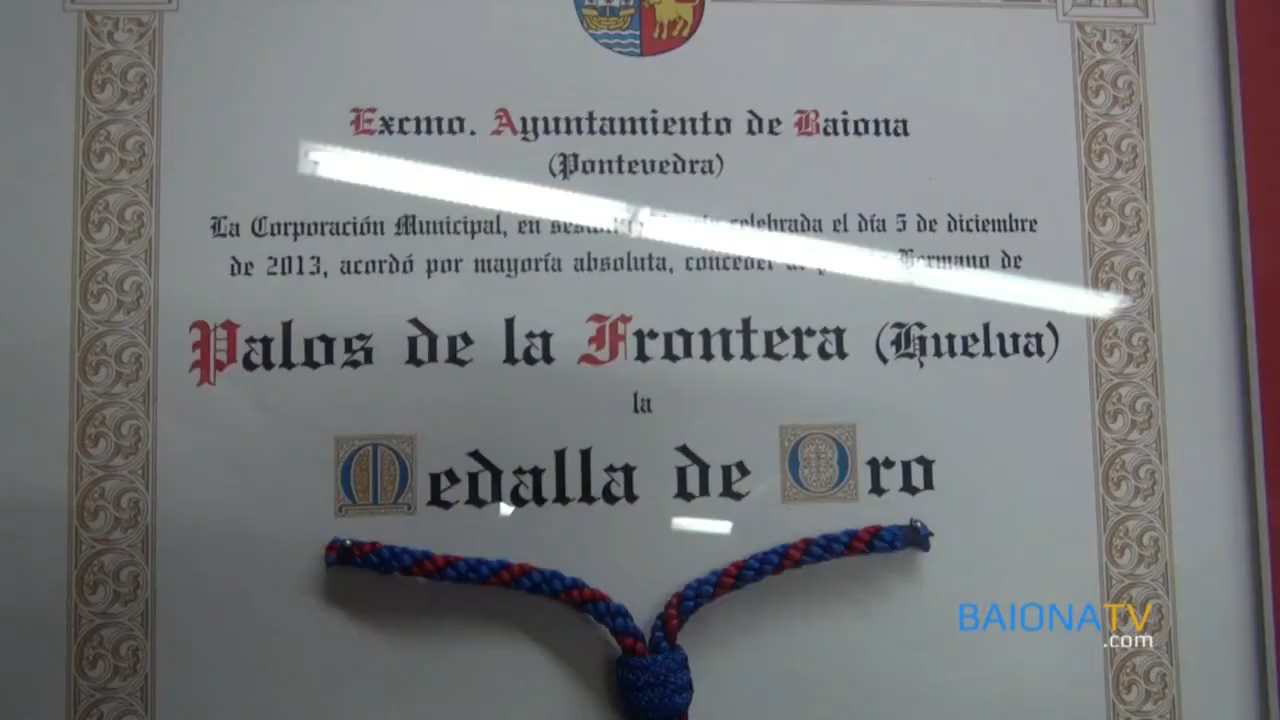 Excmo. Ayuntamiento de Baiona
(Pontevedra)
La Corporación Municipal, en celebrada el día 5 de diciembre
de 2013, acordó por mayoría absoluta, conceder Hermano de
Palos de la Frontera (Huelva)
la
Medalla de Oro
BAIONATV
.com